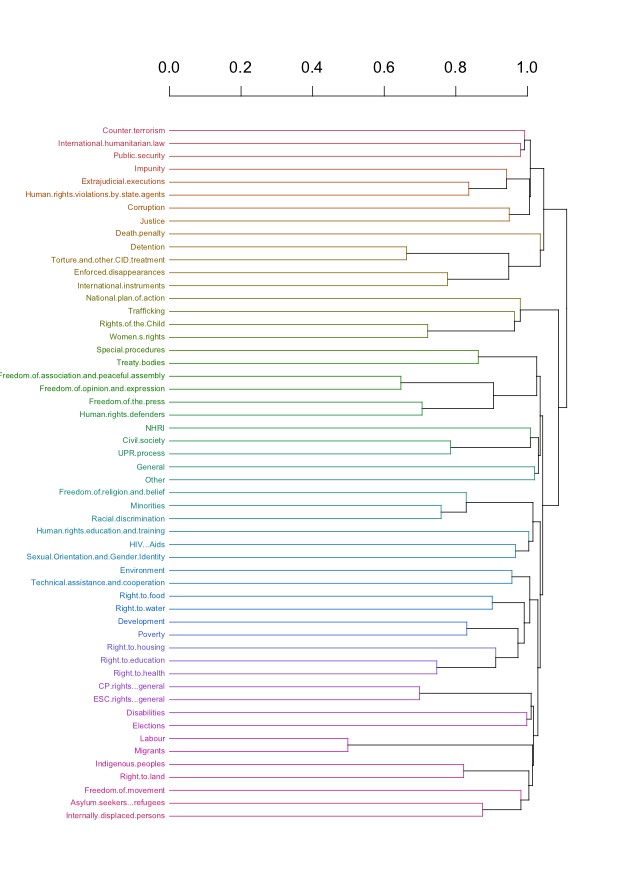 0.0 0.2 0.4 0.6 0.8 1.0
Counter.terrorism
International.humanitarian.law
Public.security
Impunity
Extrajudicial.executions
Human.rights.violations.by.state.agents
Corruption
Justice
Death.penalty
Detention
Torture.and.other.CID.treatment
Enforced.disappearances
International.instruments
National.plan.of.action
Trafficking
Rights.of.the.Child
Women.s.rights
Special.procedures
Treaty.bodies
Freedom.of.association.and.peaceful.assembly
Freedom.of.opinion.and.expression
Freedom.of.the.press
Human.rights.defenders
NHRI
Civil.society
UPR.process
General
Other
Freedom.of.religion.and.belief
Minorities
Racial.discrimination
Human.rights.education.and.training
HIV...Aids
Sexual.Orientation.and.Gender.Identity
Environment
Technical.assistance.and.cooperation
Right.to.food
Right.to.water
Development
Poverty
Right.to.housing
Right.to.education
Right.to.health
CP.rights...general
ESC.rights...general
Disabilities
Elections
Labour
Migrants
Indigenous.peoples
Right.to.land
Freedom.of.movement
Asylum.seekers...refugees
Internally.displaced.persons